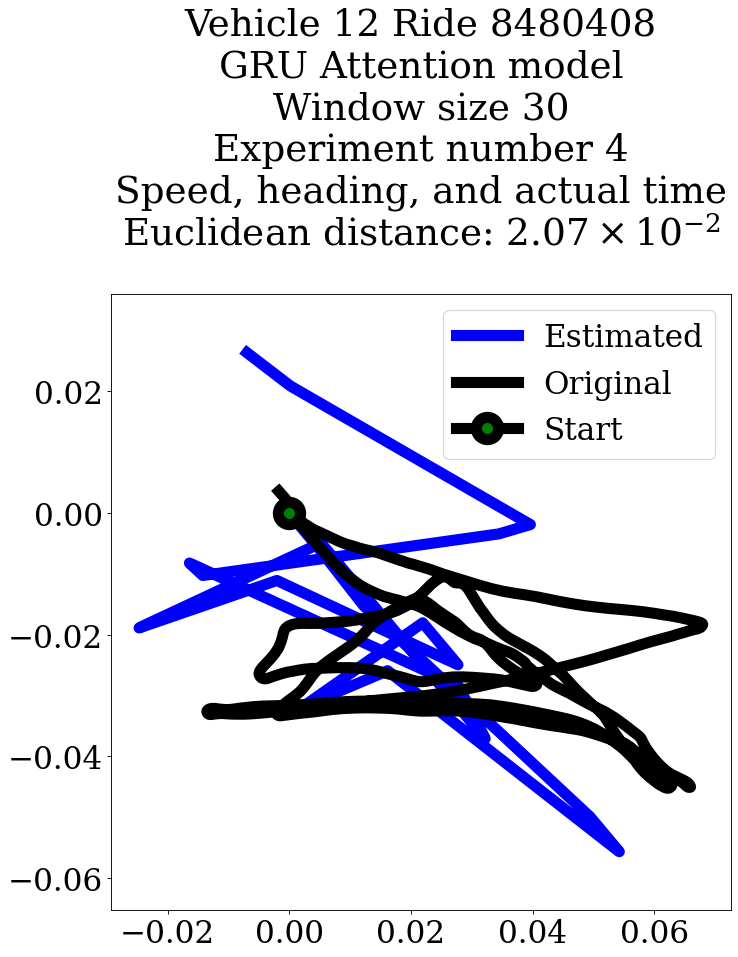 Vehicle 12 Ride 8480408
GRU Attention model
Window size 30
Experiment number 4
Speed, heading, and actual time
Euclidean distance: 2.07 × 10⁻²
Estimated
Original
Start
0.02
0.00
−0.02
−0.04
−0.06
−0.02 0.00 0.02 0.04 0.06